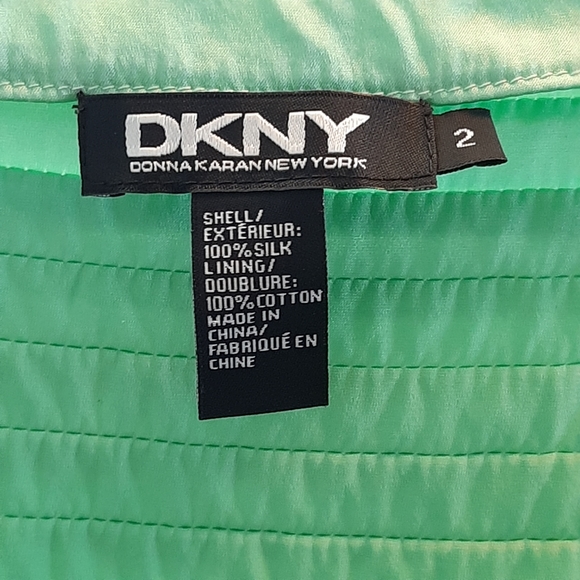 DKNY
DONNA KARAN NEW YORK
2
SHELL/
EXTÉRIEUR:
100% SILK
LINING/
DOUBLURE:
100% COTTON
MADE IN
CHINA/
FABRIQUÉ EN
CHINE